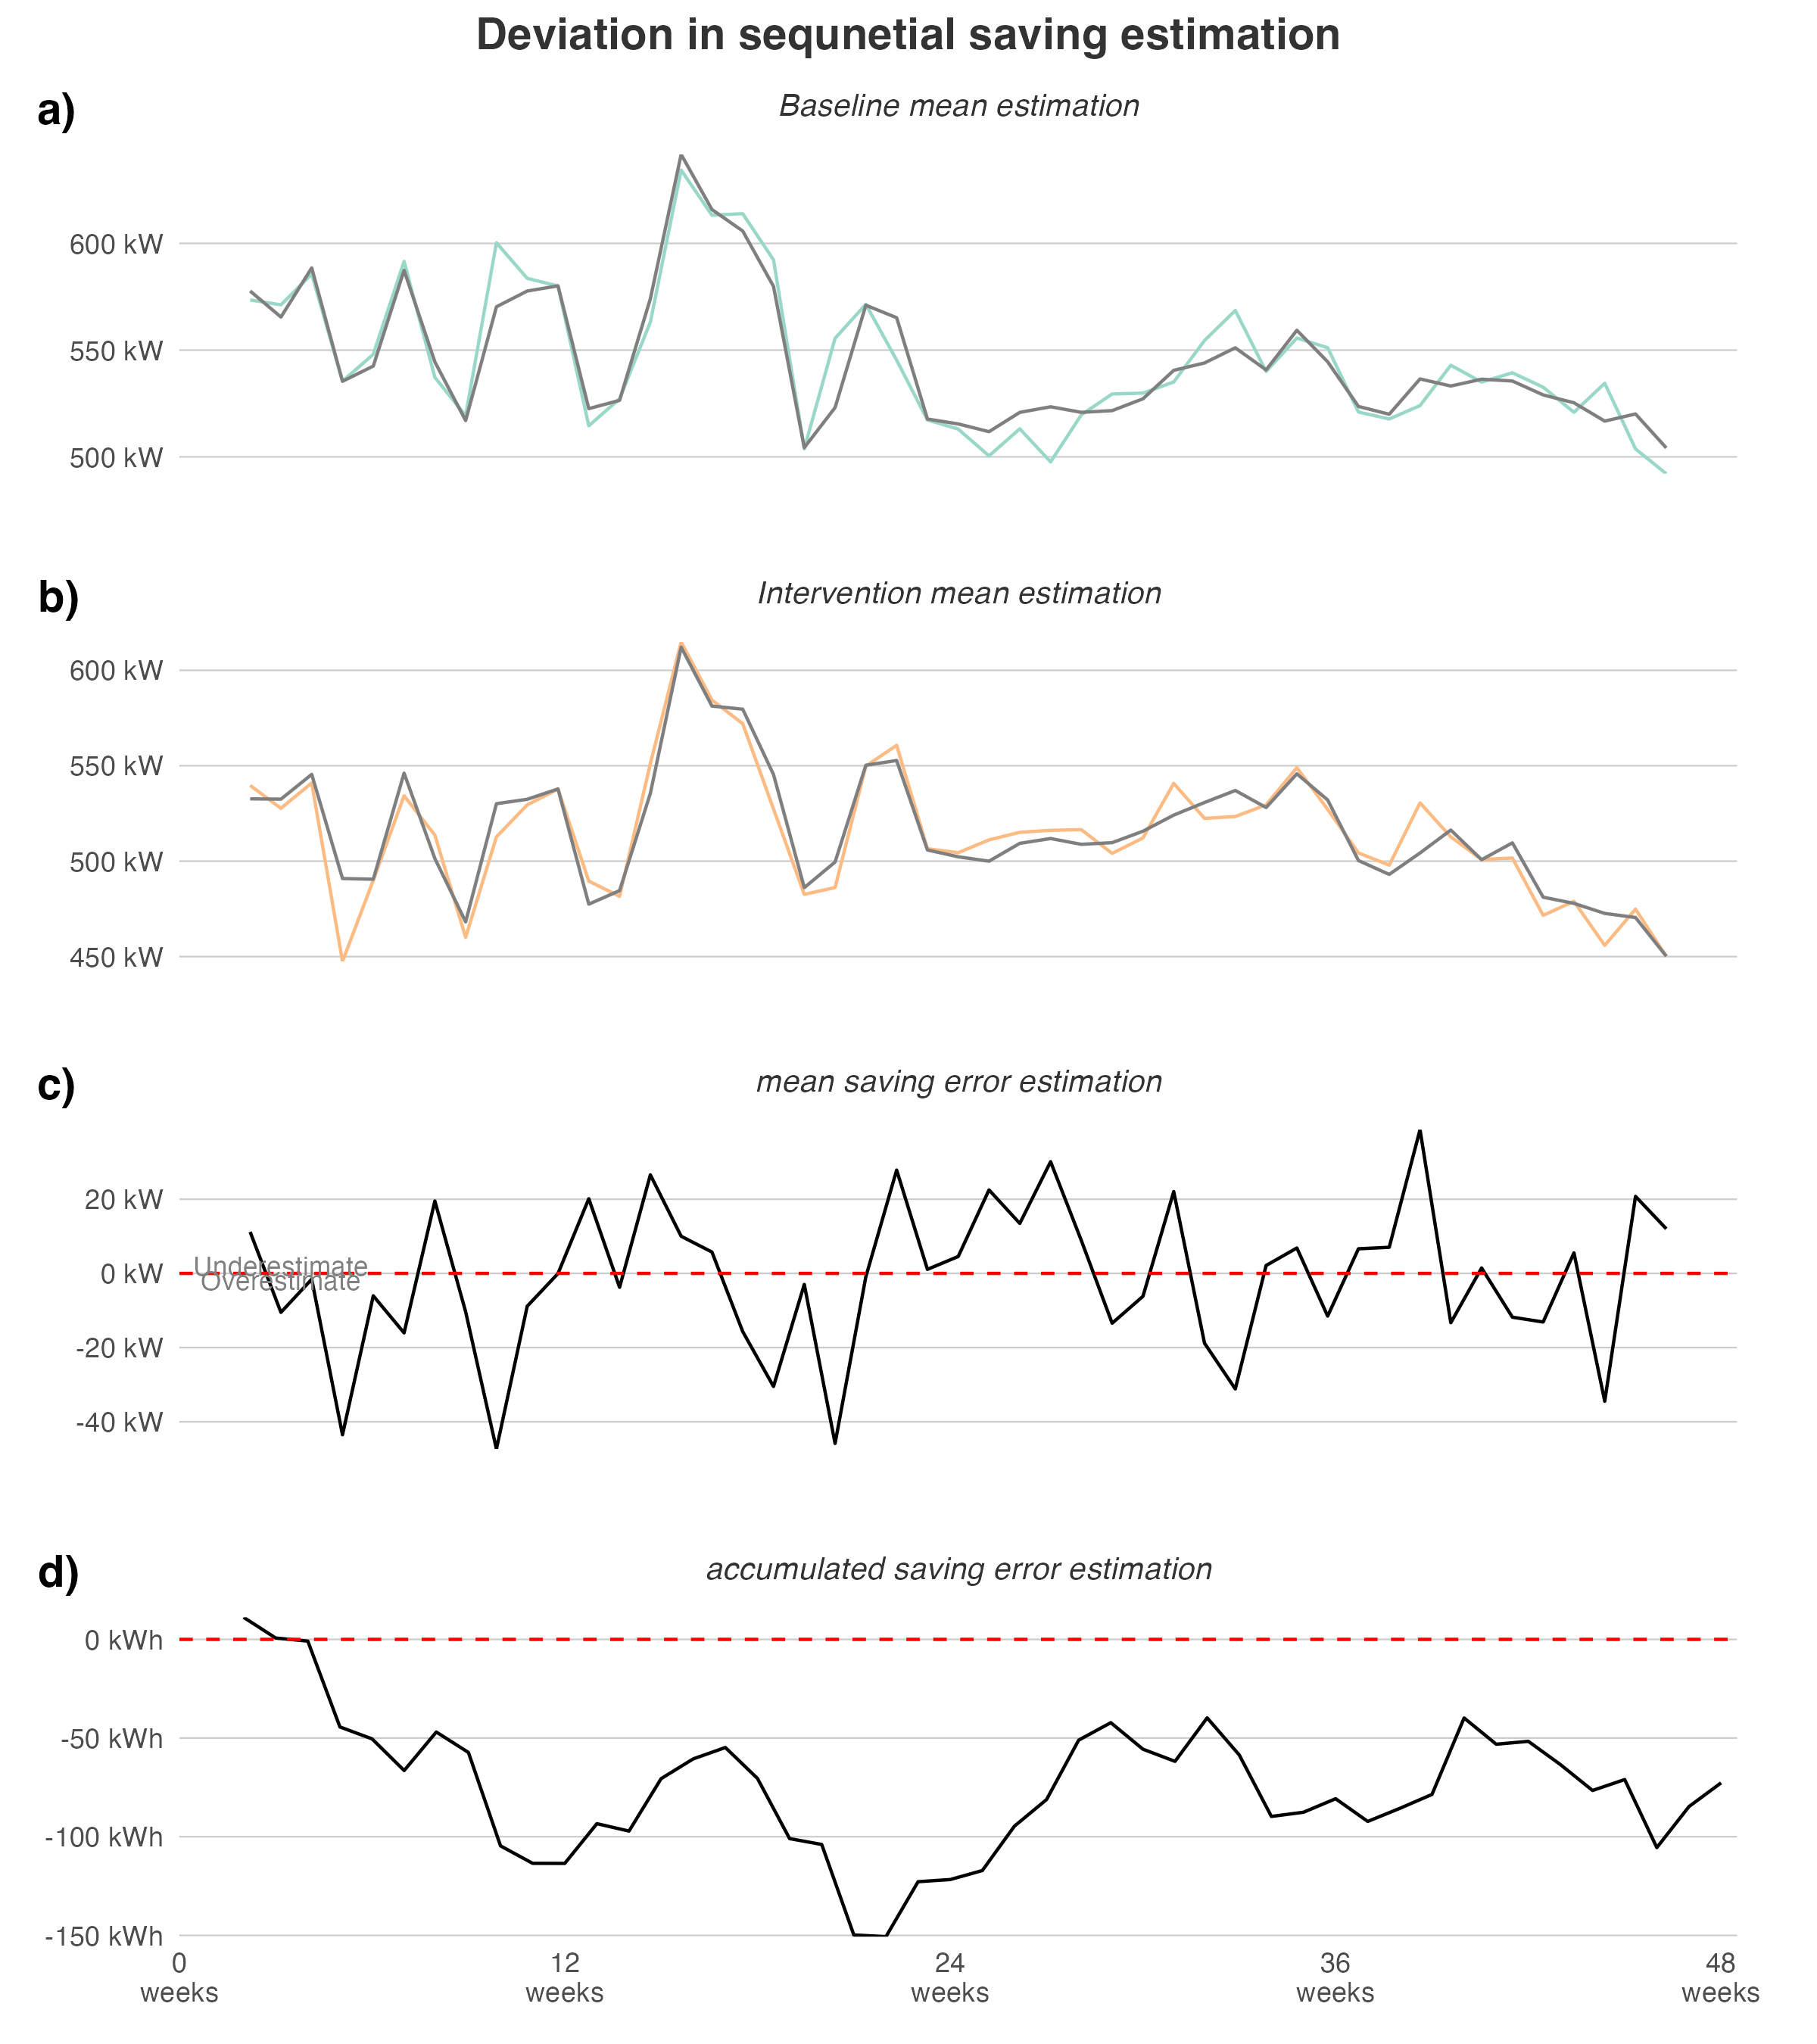 Deviation in sequnetial saving estimation
a)
Baseline mean estimation
600 kW
550 kW
500 kW
b)
Intervention mean estimation
600 kW
550 kW
500 kW
450 kW
c)
mean saving error estimation
20 kW
Underestimate
0 kW
Overestimate
-20 kW
-40 kW
d)
accumulated saving error estimation
0 kWh
-50 kWh
-100 kWh
-150 kWh
0 12 24 36 48
weeks weeks weeks weeks weeks